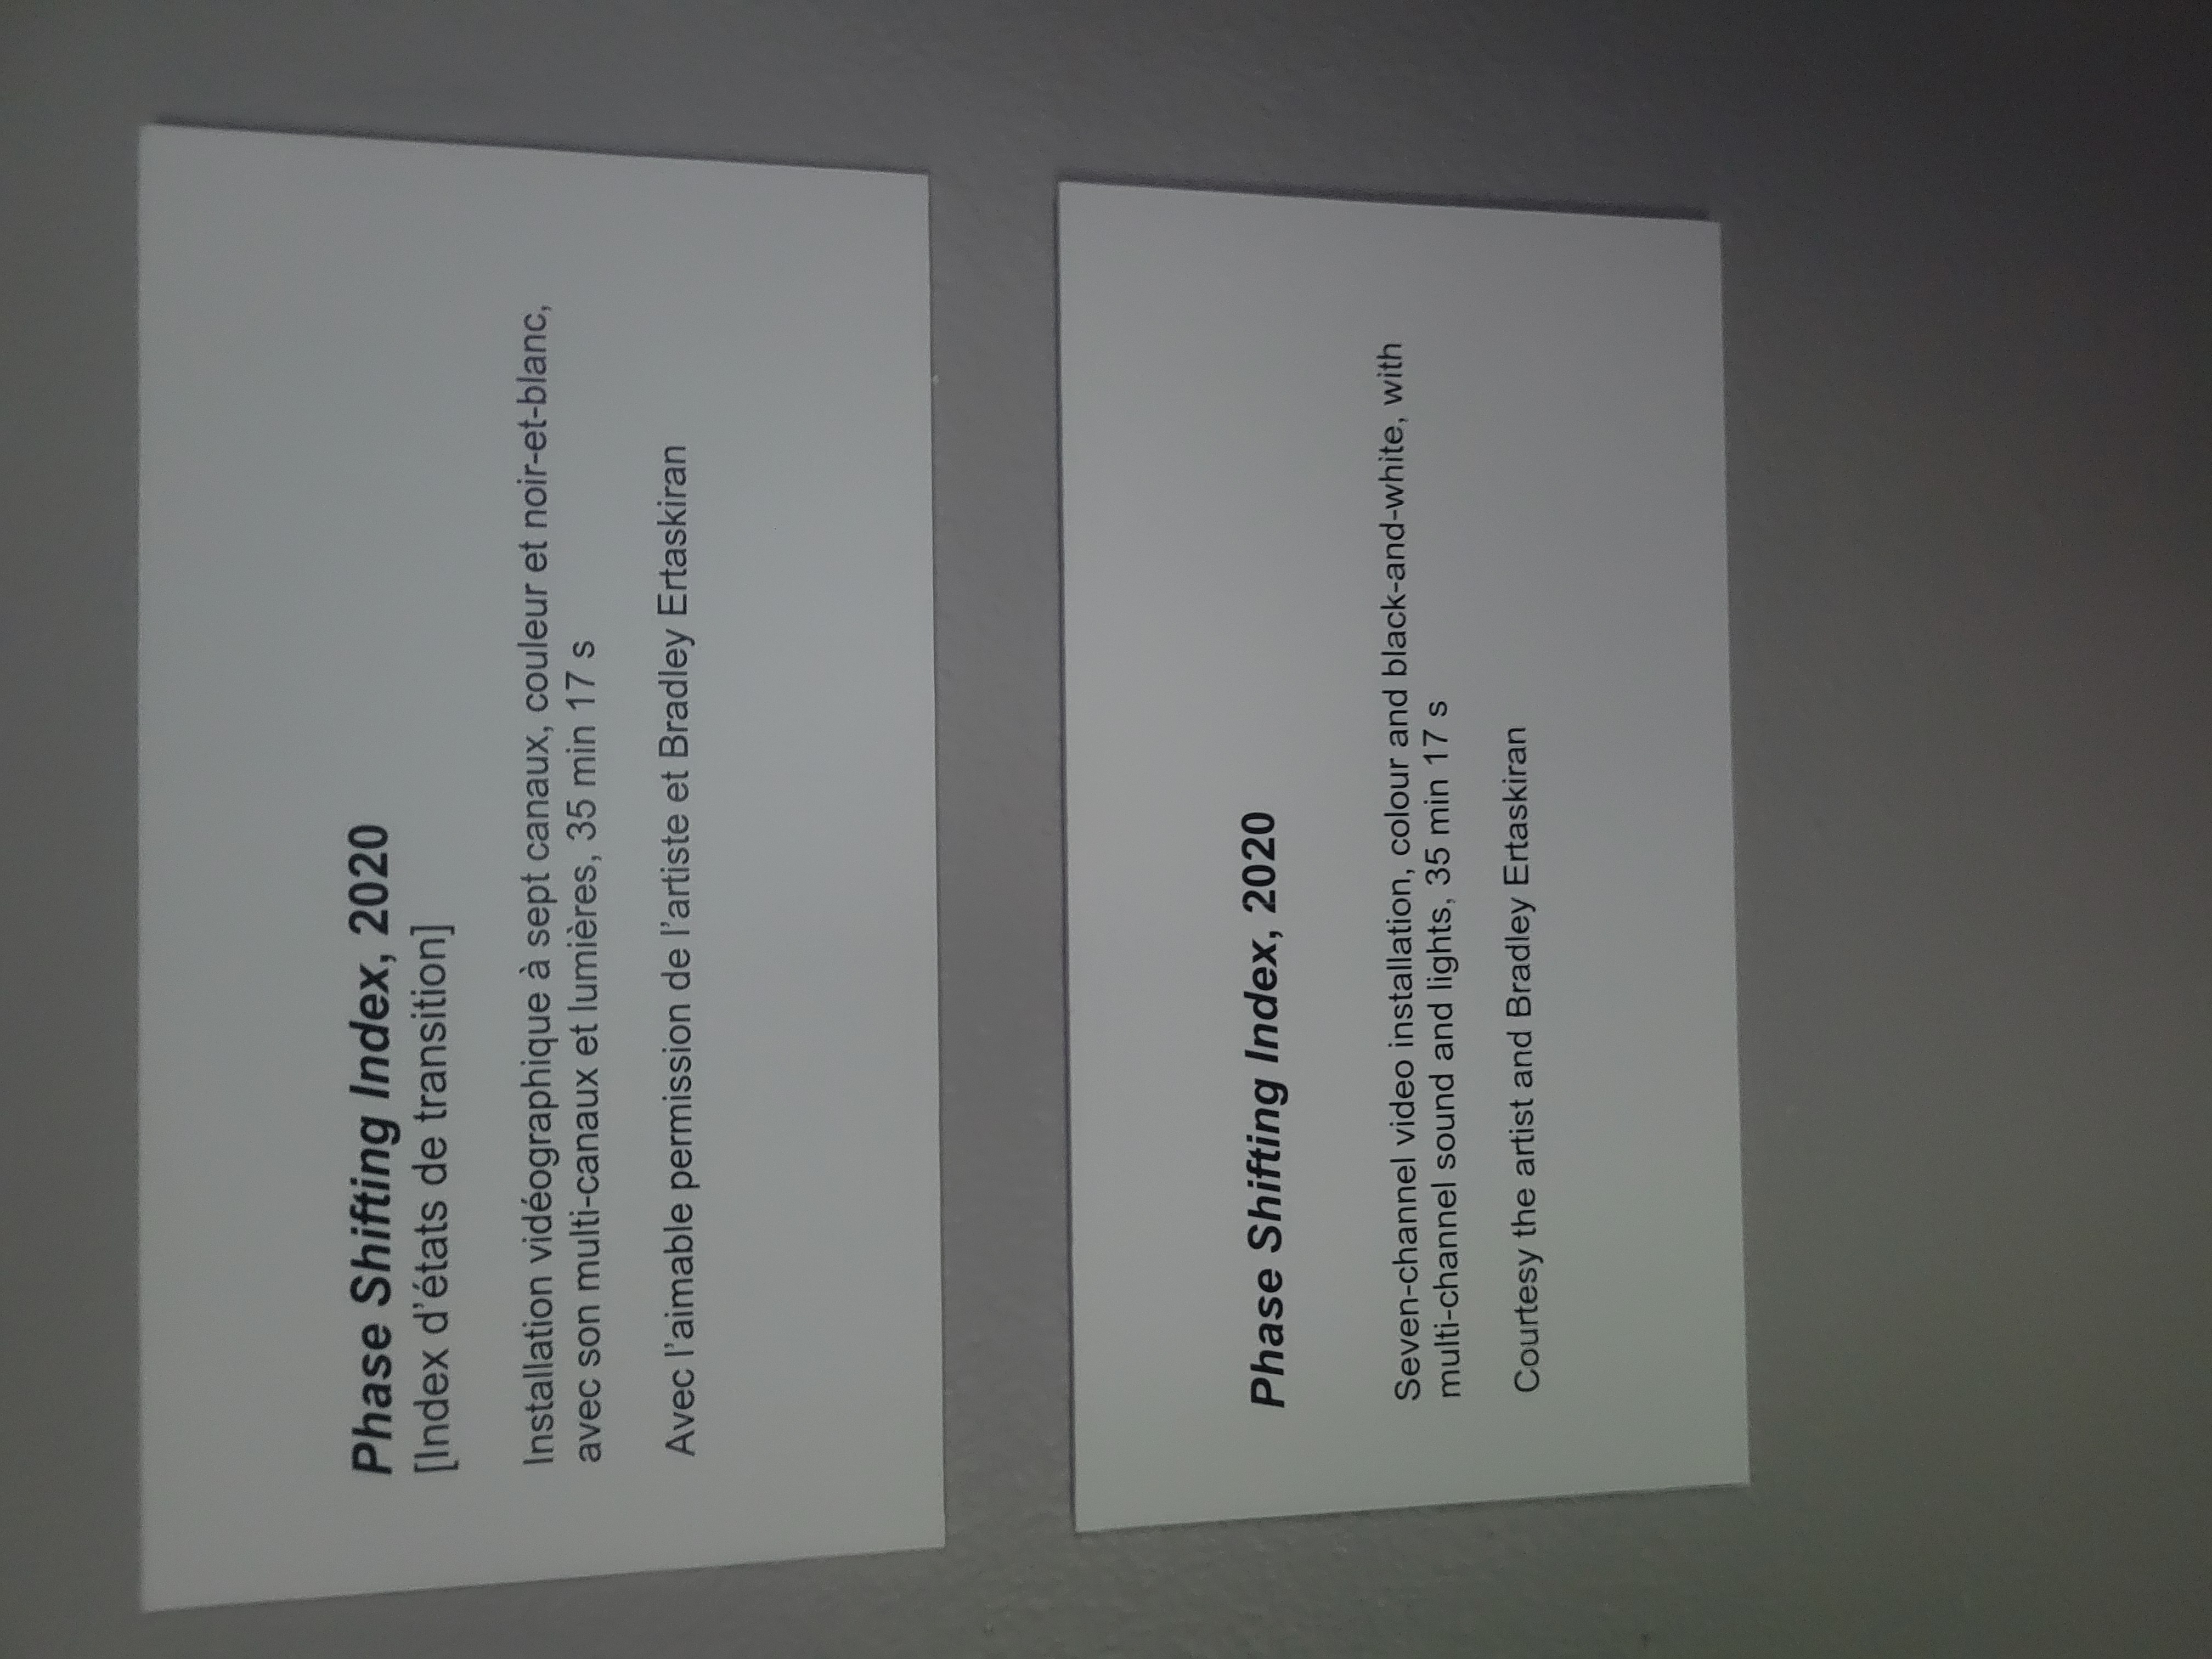 Phase Shifting Index, 2020
[Index d'états de transition]
Installation vidéographique à sept canaux, couleur et noir-et-blanc,
avec son multi-canaux et lumières, 35 min 17 s
Avec l'aimable permission de l'artiste et Bradley Ertaskiran
Phase Shifting Index, 2020
Seven-channel video installation, colour and black-and-white, with
multi-channel sound and lights, 35 min 17 s
Courtesy the artist and Bradley Ertaskiran